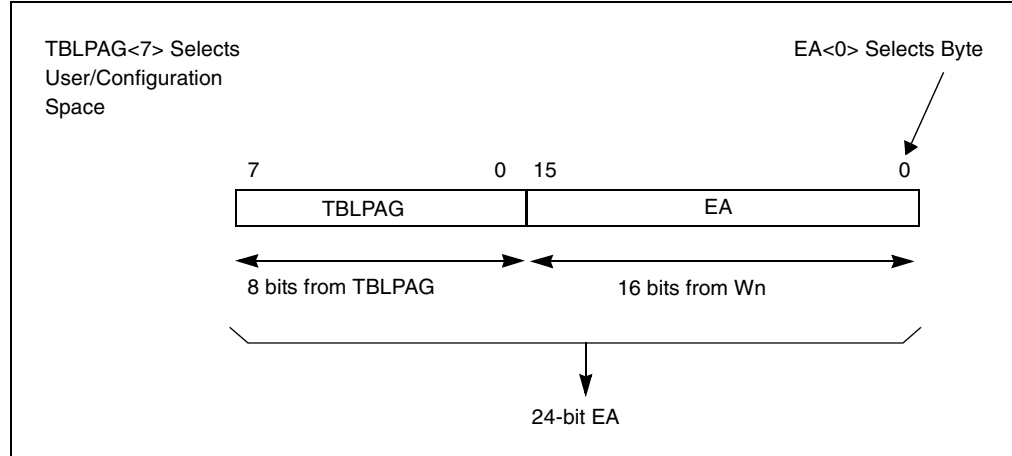 TBLPAG<7> Selects
User/Configuration
Space
EA<0> Selects Byte
7 0 15 0
TBLPAG EA
8 bits from TBLPAG 16 bits from Wn
24-bit EA